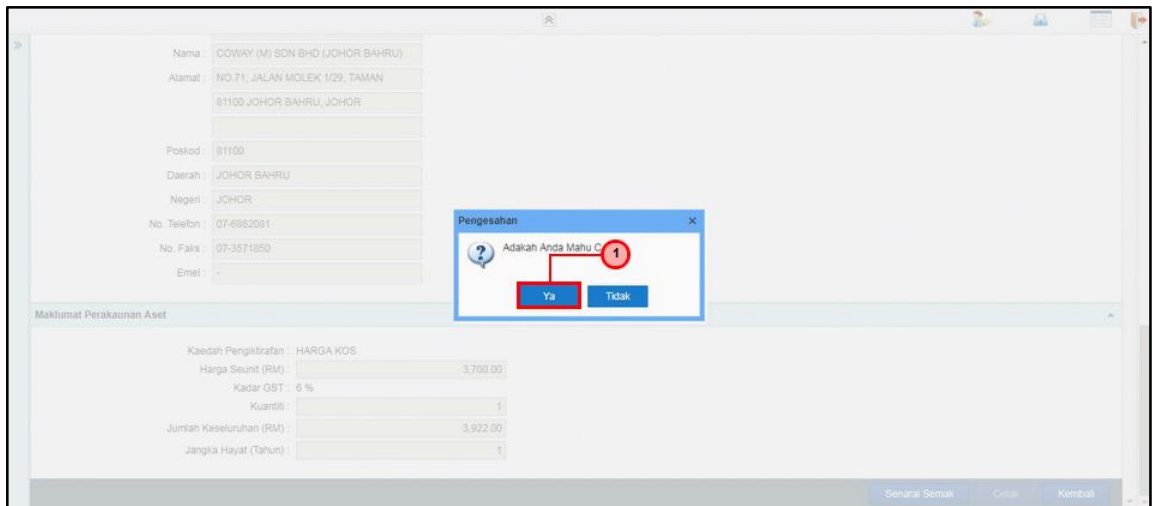 Nama : COWAY (M) SDN BHD (JOHOR BAHRU)
Alamat : NO.71, JALAN MOLEK 1/29, TAMAN
81100 JOHOR BAHRU, JOHOR
Poskod : 81100
Daerah : JOHOR BAHRU
Negeri : JOHOR
No. Telefon : 07-6862081
No. Faks : 07-3571850
Emel : -
Pengesahan
Adakah Anda Mahu C
1
Ya Tidak
Maklumat Perakaunan Aset
Kaedah Pengiktirafan : HARGA KOS
Harga Seunit (RM) : 3,700.00
Kadar GST : 6 %
Kuantiti : 1
Jumlah Keseluruhan (RM) : 3,922.00
Jangka Hayat (Tahun) : 1
Senarai Semak Cetak Kembali